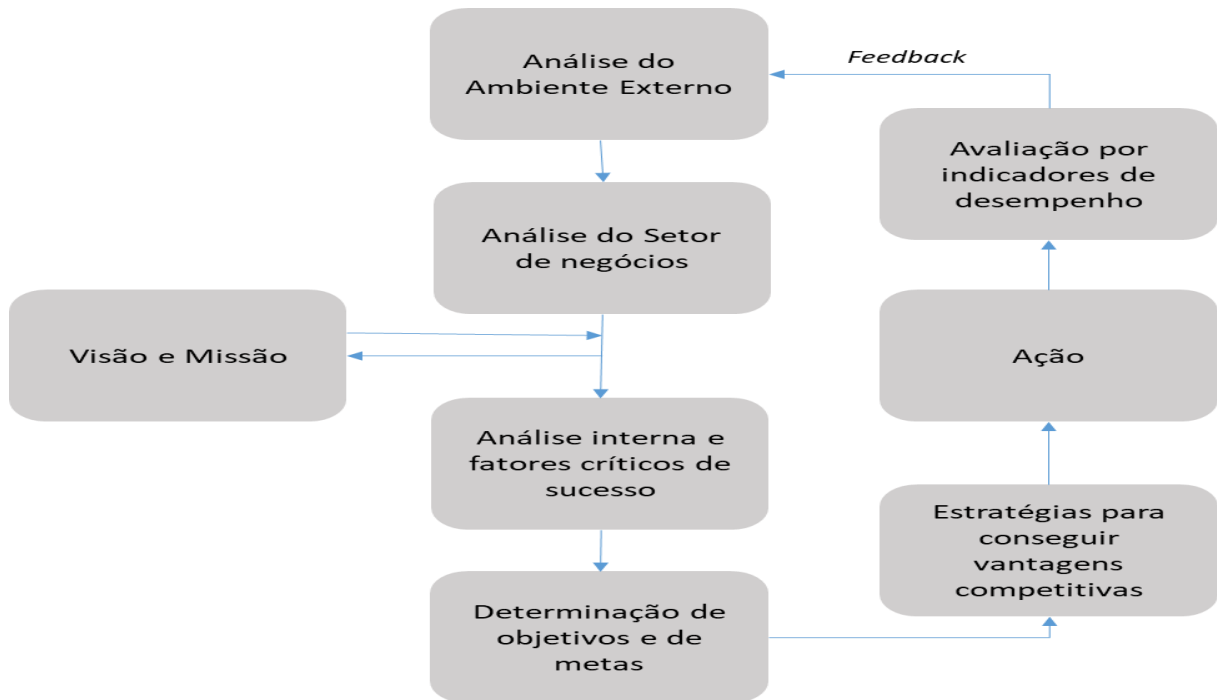 Análise do
Ambiente Externo
Feedback
Avaliação por
indicadores de
desempenho
Análise do Setor
de negócios
Visão e Missão
Ação
Análise interna e
fatores críticos de
sucesso
Estratégias para
conseguir
vantagens
competitivas
Determinação de
objetivos e de
metas